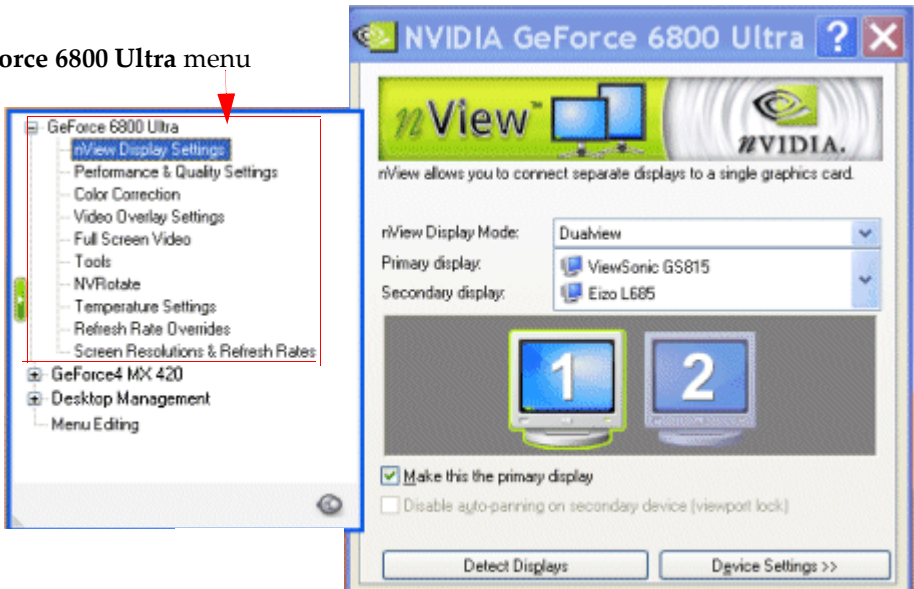 orce 6800 Ultra menu
GeForce 6800 Ultra
nView Display Settings
Performance & Quality Settings
Color Correction
Video Overlay Settings
Full Screen Video
Tools
NVRotate
Temperature Settings
Refresh Rate Overrides
Screen Resolutions & Refresh Rates
GeForce4 MX 420
Desktop Management
Menu Editing
NVIDIA GeForce 6800 Ultra
nView™
nVIDIA.
nView allows you to connect separate displays to a single graphics card.
nView Display Mode: Dualview
Primary display: ViewSonic GS815
Secondary display: Eizo L685
1 2
Make this the primary display
Disable auto-panning on secondary device (viewport lock)
Detect Displays Device Settings >>